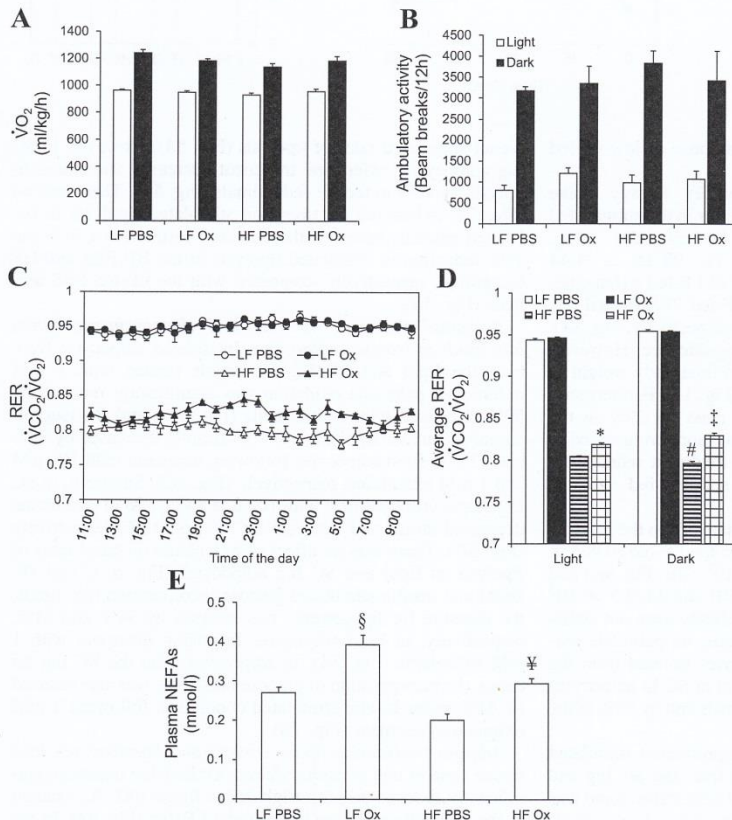 A
1400
1200
1000
800
600
400
200
0
V̇O₂
(ml/kg/h)
LF PBS
LF Ox
HF PBS
HF Ox
B
4500
4000
3500
3000
2500
2000
1500
1000
500
0
Ambulatory activity
(Beam breaks/12h)
Light
Dark
LF PBS
LF Ox
HF PBS
HF Ox
C
1
0.95
0.9
0.85
0.8
0.75
0.7
RER
(V̇CO₂/V̇O₂)
LF PBS
LF Ox
HF PBS
HF Ox
11:00
13:00
15:00
17:00
19:00
21:00
23:00
1:00
3:00
5:00
7:00
9:00
Time of the day
D
LF PBS
LF Ox
HF PBS
HF Ox
1
0.95
0.9
0.85
0.8
0.75
0.7
Average RER
(V̇CO₂/V̇O₂)
*
#
‡
Light
Dark
E
0.5
0.4
0.3
0.2
0.1
0
Plasma NEFAs
(mmol/l)
§
¥
LF PBS
LF Ox
HF PBS
HF Ox